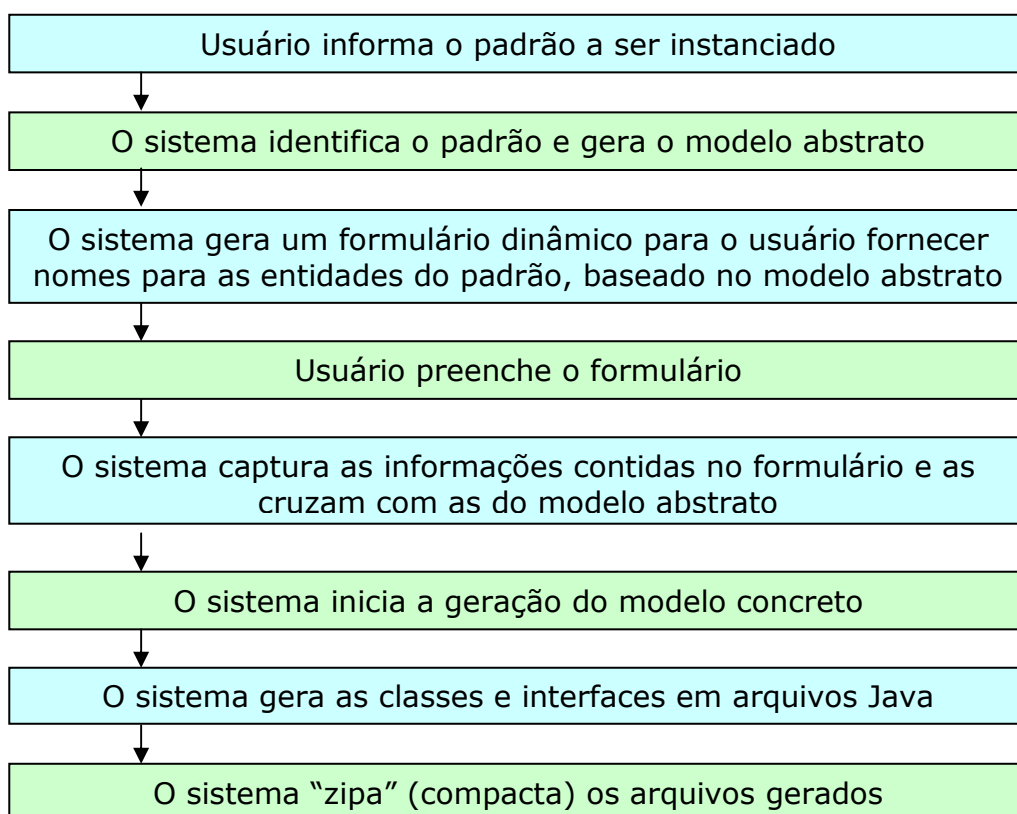 Usuário informa o padrão a ser instanciado
O sistema identifica o padrão e gera o modelo abstrato
O sistema gera um formulário dinâmico para o usuário fornecer
nomes para as entidades do padrão, baseado no modelo abstrato
Usuário preenche o formulário
O sistema captura as informações contidas no formulário e as
cruzam com as do modelo abstrato
O sistema inicia a geração do modelo concreto
O sistema gera as classes e interfaces em arquivos Java
O sistema “zipa” (compacta) os arquivos gerados